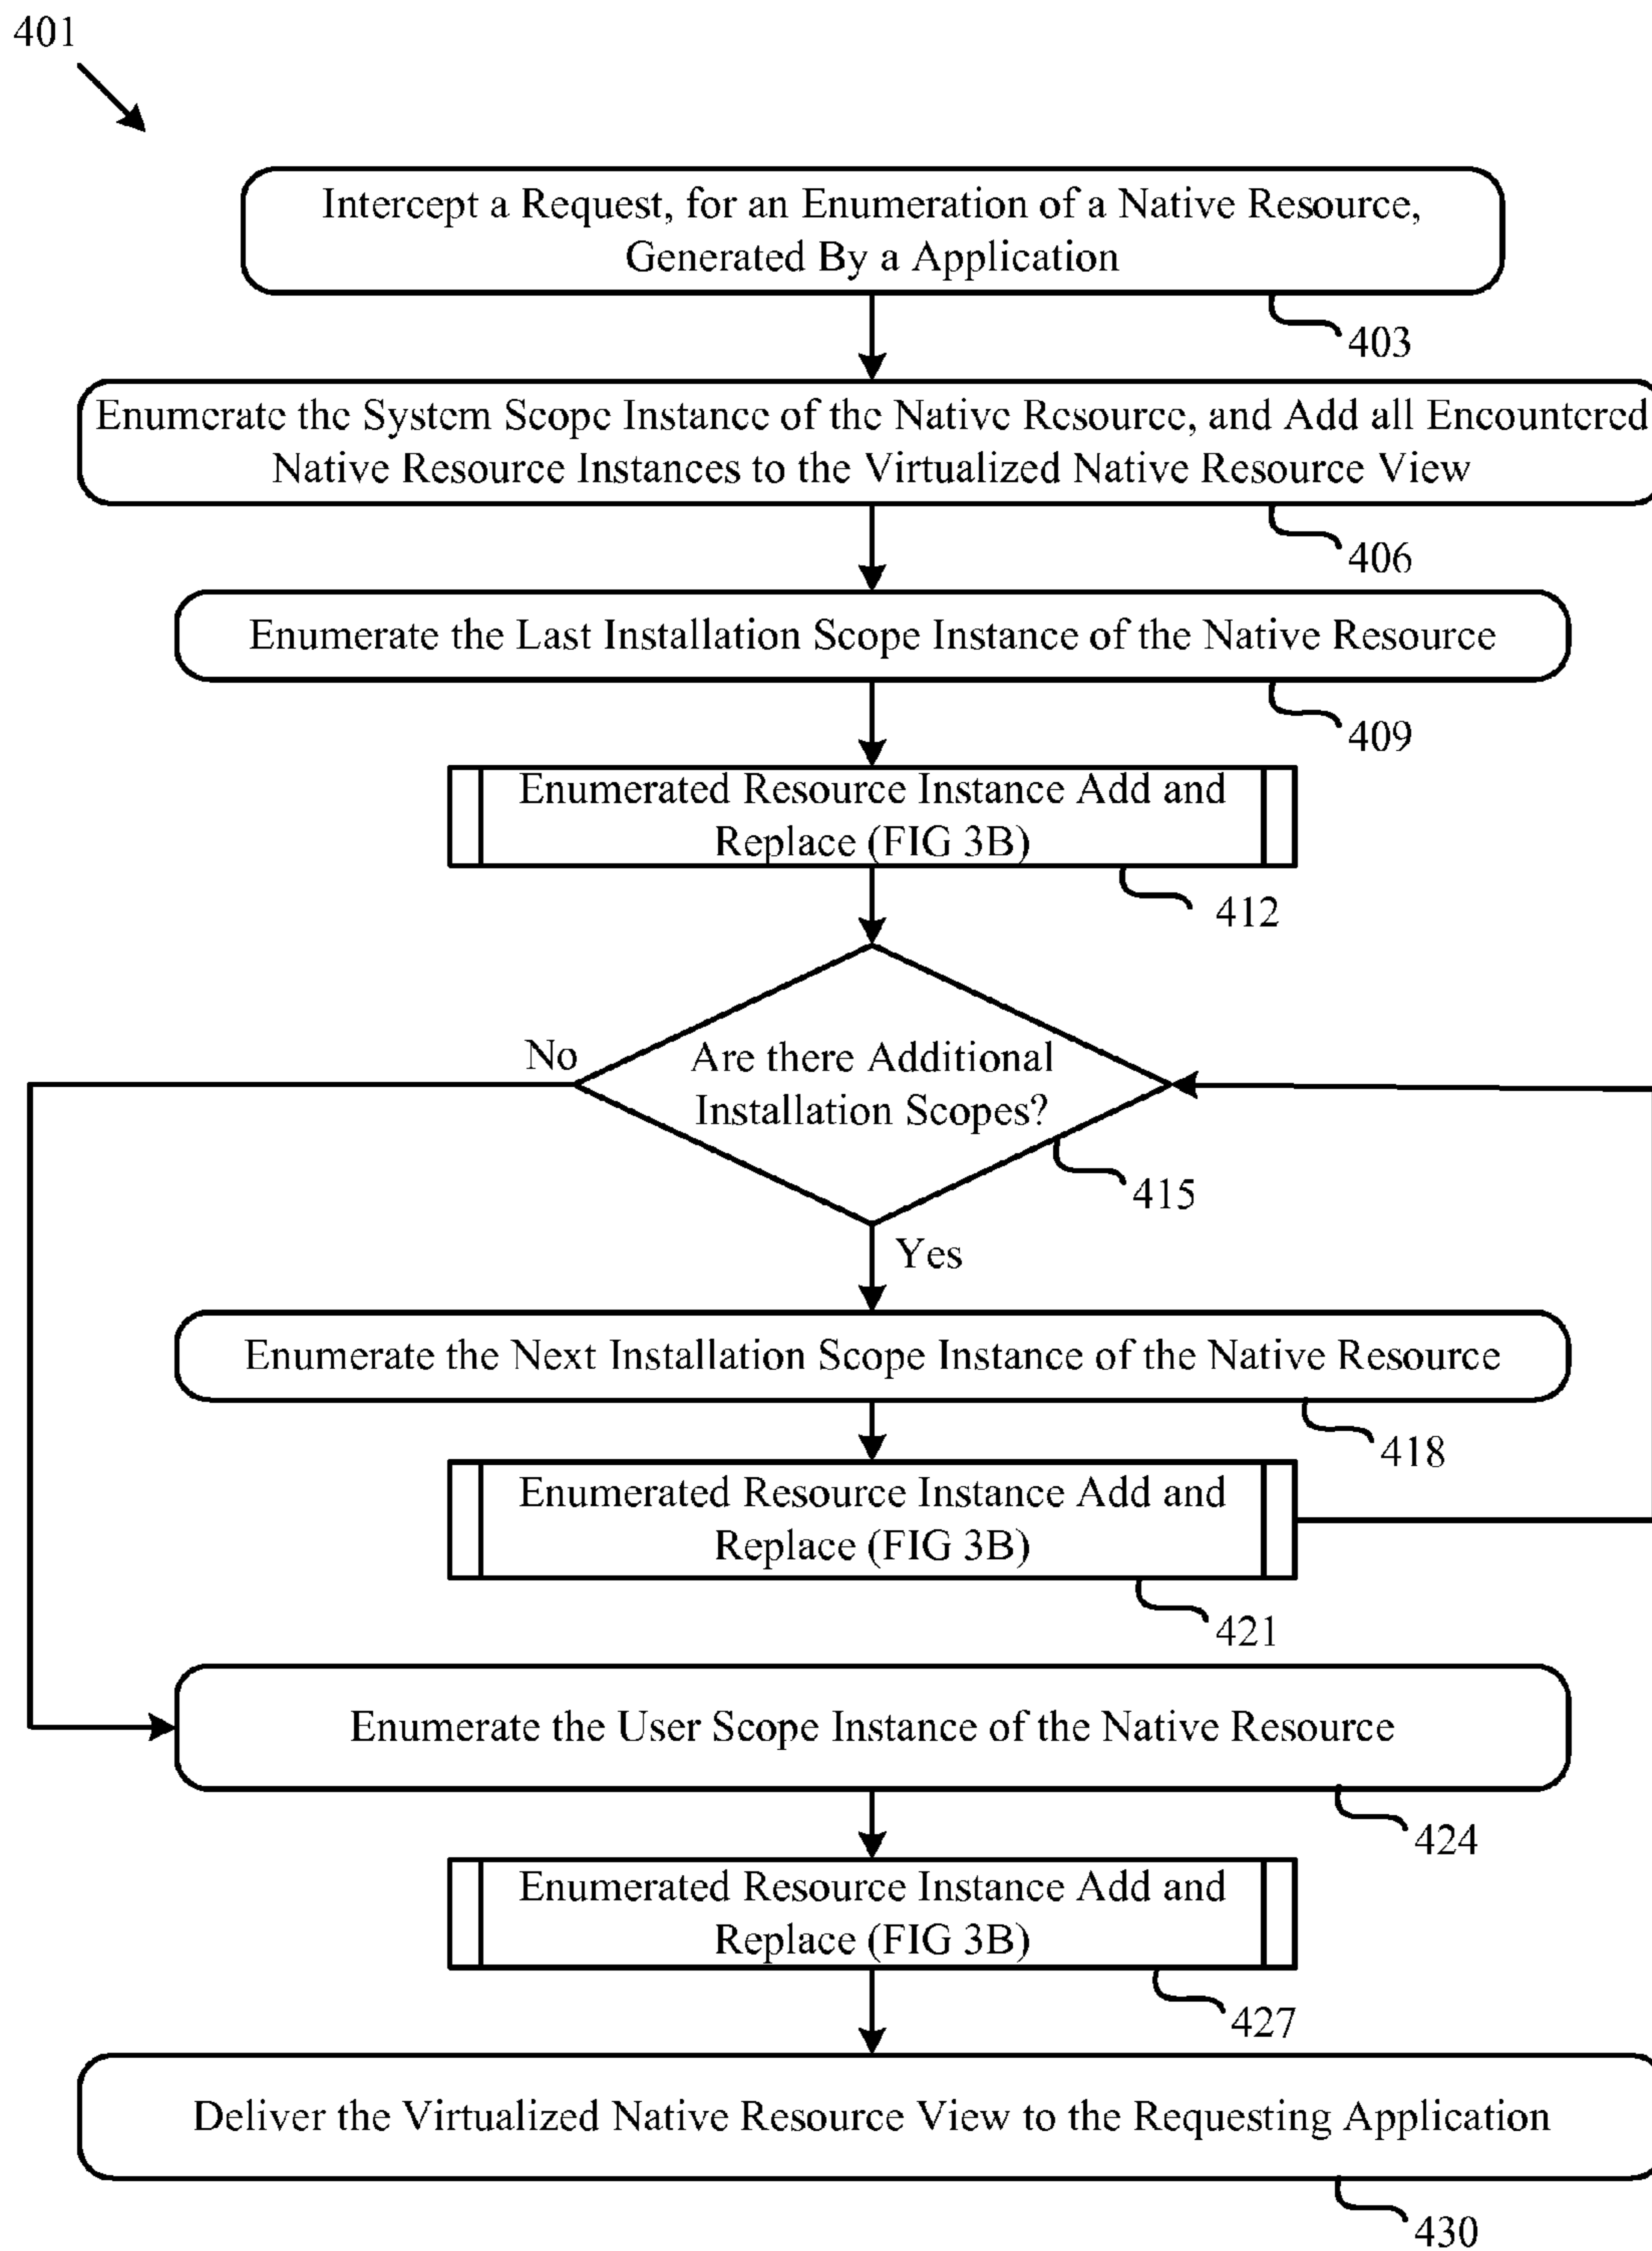 401
Intercept a Request, for an Enumeration of a Native Resource,
Generated By a Application
403
Enumerate the System Scope Instance of the Native Resource, and Add all Encountered
Native Resource Instances to the Virtualized Native Resource View
406
Enumerate the Last Installation Scope Instance of the Native Resource
409
Enumerated Resource Instance Add and
Replace (FIG 3B)
412
No
Are there Additional
Installation Scopes?
415
Yes
Enumerate the Next Installation Scope Instance of the Native Resource
418
Enumerated Resource Instance Add and
Replace (FIG 3B)
421
Enumerate the User Scope Instance of the Native Resource
424
Enumerated Resource Instance Add and
Replace (FIG 3B)
427
Deliver the Virtualized Native Resource View to the Requesting Application
430